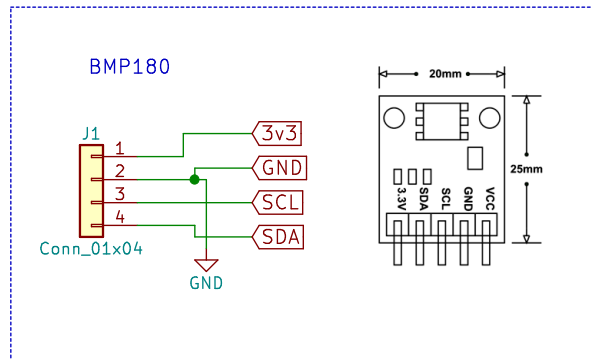 BMP180
J1
1
2
3
4
Conn_01x04
3v3
GND
SCL
SDA
GND
20mm
25mm
3.3V
SDA
SCL
GND
VCC